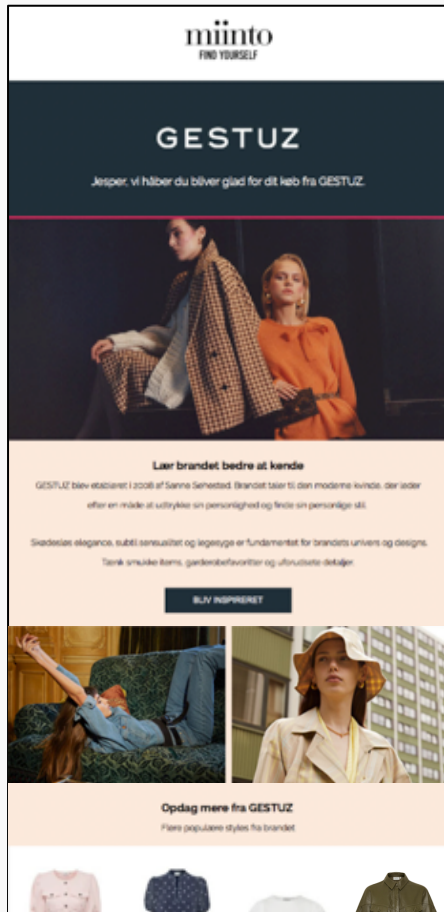 miinto
FIND YOURSELF
GESTUZ
Jesper, vi håber du bliver glad for dit køb fra GESTUZ.
Lær brandet bedre at kende
GESTUZ blev etableret i 2008 af Sanne Sehested. Brandet taler til den moderne kvinde, der leder
efter en måde at udtrykke sin personlighed og finde sin personlige stil.
Skødesløs elegance, subtil sensualitet og legesyge er fundamentet for brandets univers og designs.
Tænk smukke items, garderobefavoritter og uforudsete detaljer.
BLIV INSPIRERET
Opdag mere fra GESTUZ
Flere populære styles fra brandet